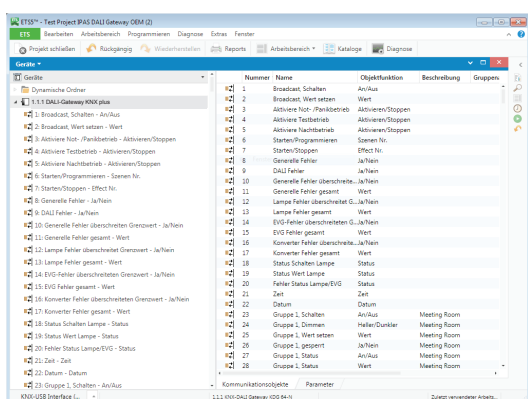 ETS5™ - Test Project IPAS DALI Gateway OEM (2)
ETS Bearbeiten Arbeitsbereich Programmieren Diagnose Extras Fenster
Projekt schließen Rückgängig Wiederherstellen Reports Arbeitsbereich Kataloge Diagnose
Geräte
Geräte
Dynamische Ordner
1.1.1 DALI-Gateway KNX plus
1: Broadcast, Schalten - An/Aus
2: Broadcast, Wert setzen - Wert
3: Aktiviere Not- /Panikbetrieb - Aktivieren/Stoppen
4: Aktiviere Testbetrieb - Aktivieren/Stoppen
5: Aktiviere Nachtbetrieb - Aktivieren/Stoppen
6: Starten/Programmieren - Szenen Nr.
7: Starten/Stoppen - Effect Nr.
8: Generelle Fehler - Ja/Nein
9: DALI Fehler - Ja/Nein
10: Generelle Fehler überschreiten Grenzwert - Ja/Nein
11: Generelle Fehler gesamt - Wert
12: Lampe Fehler überschreitet Grenzwert - Ja/Nein
13: Lampe Fehler gesamt - Wert
14: EVG-Fehler überschreiten Grenzwert - Ja/Nein
15: EVG Fehler gesamt - Wert
16: Konverter Fehler überschreiten Grenzwert - Ja/Nein
17: Konverter Fehler gesamt - Wert
18: Status Schalten Lampe - Status
19: Status Wert Lampe - Status
20: Fehler Status Lampe/EVG - Status
21: Zeit - Zeit
22: Datum - Datum
23: Gruppe 1, Schalten - An/Aus
Nummer Name Objektfunktion Beschreibung Gruppena
1 Broadcast, Schalten An/Aus
2 Broadcast, Wert setzen Wert
3 Aktiviere Not- /Panikbetrieb Aktivieren/Stoppen
4 Aktiviere Testbetrieb Aktivieren/Stoppen
5 Aktiviere Nachtbetrieb Aktivieren/Stoppen
6 Starten/Programmieren Szenen Nr.
7 Starten/Stoppen Effect Nr.
8 Generelle Fehler Ja/Nein
9 DALI Fehler Ja/Nein
10 Generelle Fehler überschreite... Ja/Nein
11 Generelle Fehler gesamt Wert
12 Lampe Fehler überschreitet G... Ja/Nein
13 Lampe Fehler gesamt Wert
14 EVG-Fehler überschreiten G... Ja/Nein
15 EVG Fehler gesamt Wert
16 Konverter Fehler überschreite... Ja/Nein
17 Konverter Fehler gesamt Wert
18 Status Schalten Lampe Status
19 Status Wert Lampe Status
20 Fehler Status Lampe/EVG Status
21 Zeit Zeit
22 Datum Datum
23 Gruppe 1, Schalten An/Aus Meeting Room
24 Gruppe 1, Dimmen Heller/Dunkler Meeting Room
25 Gruppe 1, Wert setzen Wert Meeting Room
26 Gruppe 1, gesperrt Ja/Nein Meeting Room
27 Gruppe 1, Status An/Aus Meeting Room
28 Gruppe 1, Status Wert Meeting Room
Kommunikationsobjekte Parameter
KNX-USB Interface (... 1.1.1 KNX-DALI Gateway KDG 64-N Zuletzt verwendeter Arbeits...